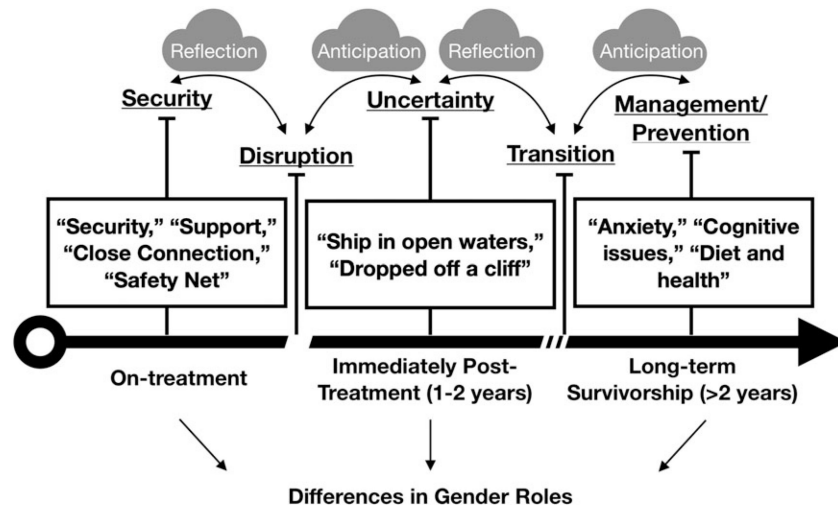 Reflection
Anticipation
Reflection
Anticipation
Security
Disruption
Uncertainty
Transition
Management/
Prevention
“Security,” “Support,”
“Close Connection,”
“Safety Net”
“Ship in open waters,”
“Dropped off a cliff”
“Anxiety,” “Cognitive
issues,” “Diet and
health”
On-treatment
Immediately Post-
Treatment (1-2 years)
Long-term
Survivorship (>2 years)
Differences in Gender Roles